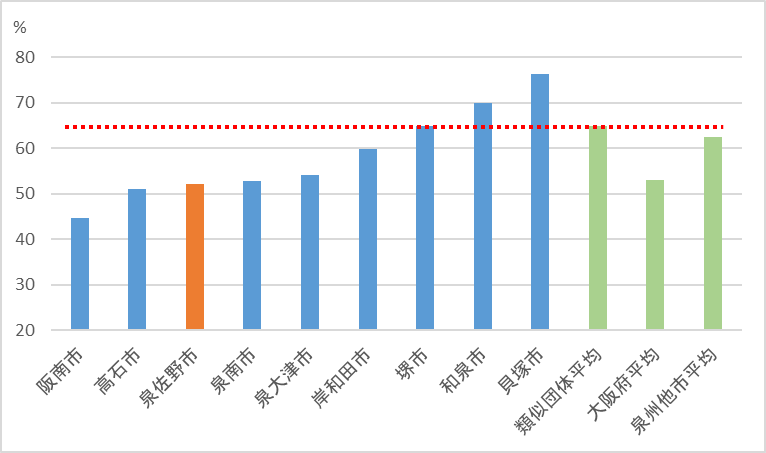 %
80
70
60
50
40
30
20
阪南市
高石市
泉佐野市
泉南市
泉大津市
岸和田市
堺市
和泉市
貝塚市
類似団体平均
大阪府平均
泉州他市平均